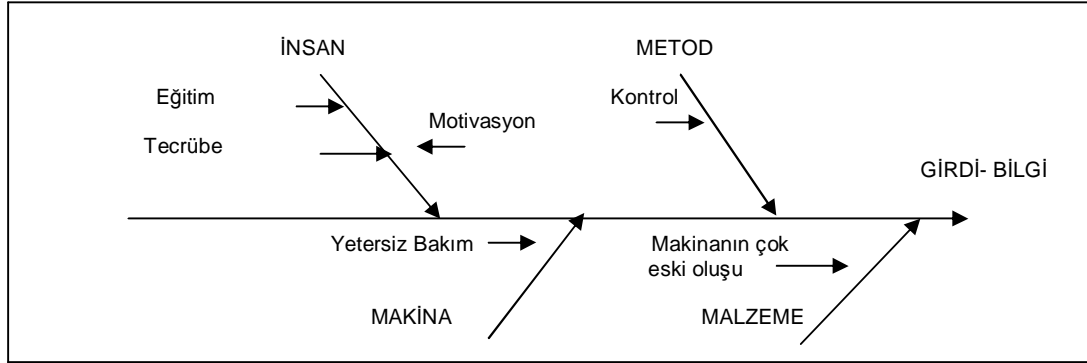 İNSAN
METOD
Eğitim
Kontrol
Motivasyon
Tecrübe
GİRDİ- BİLGİ
Yetersiz Bakım
Makinanın çok
eski oluşu
MAKİNA
MALZEME